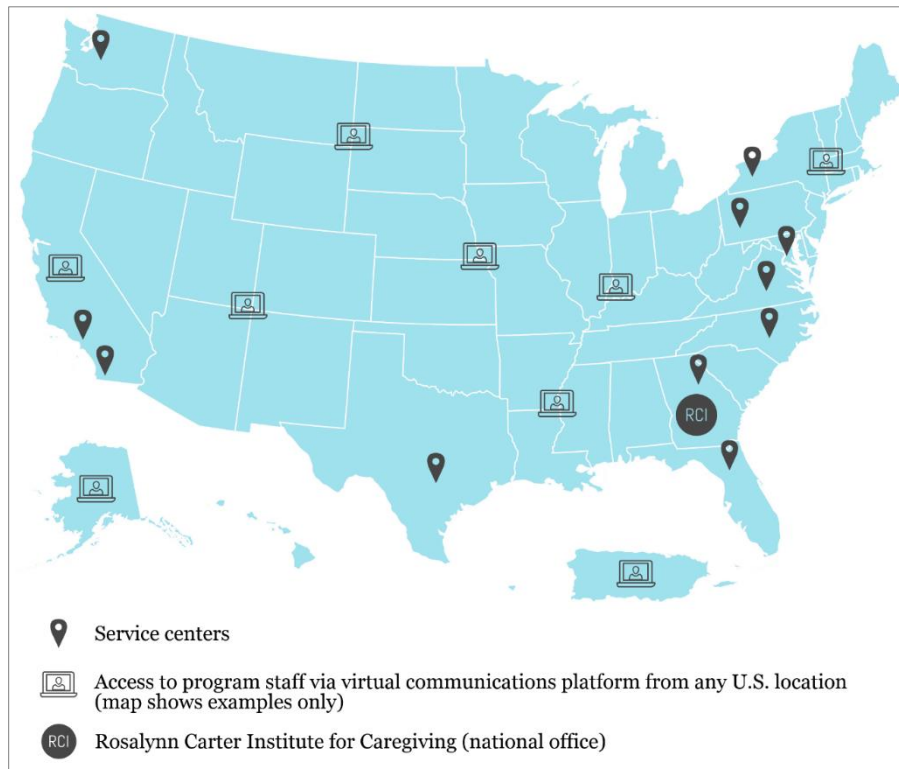 RCI
Service centers
Access to program staff via virtual communications platform from any U.S. location
(map shows examples only)
RCI
Rosalynn Carter Institute for Caregiving (national office)